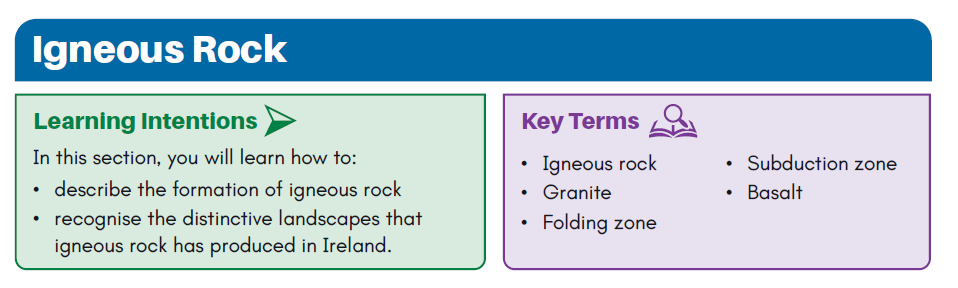 Igneous Rock
Learning Intentions
In this section, you will learn how to:
• describe the formation of igneous rock
• recognise the distinctive landscapes that
igneous rock has produced in Ireland.
Key Terms
• Igneous rock
• Granite
• Folding zone
• Subduction zone
• Basalt